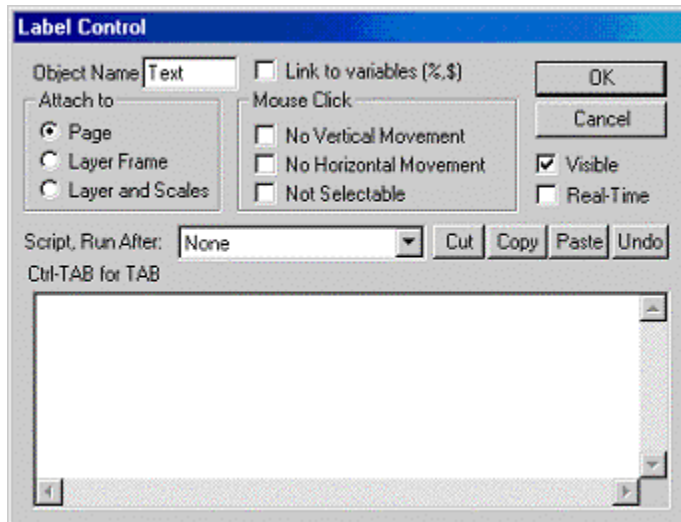 Label Control
Object Name Text
Link to variables (%,$)
OK
Attach to
Mouse Click
Page
No Vertical Movement
Cancel
Layer Frame
No Horizontal Movement
Visible
Layer and Scales
Not Selectable
Real-Time
Script, Run After: None Cut Copy Paste Undo
Ctrl-TAB for TAB